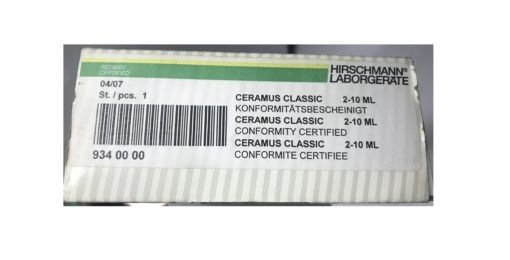 ISO-9001
CERTIFIED
HIRSCHMANN®
LABORGERÄTE
04/07
St. / pcs. 1
934 00 00
CERAMUS CLASSIC 2-10 ML
KONFORMITÄTSBESCHEINIGT
CERAMUS CLASSIC 2-10 ML
CONFORMITY CERTIFIED
CERAMUS CLASSIC 2-10 ML
CONFORMITE CERTIFIEE